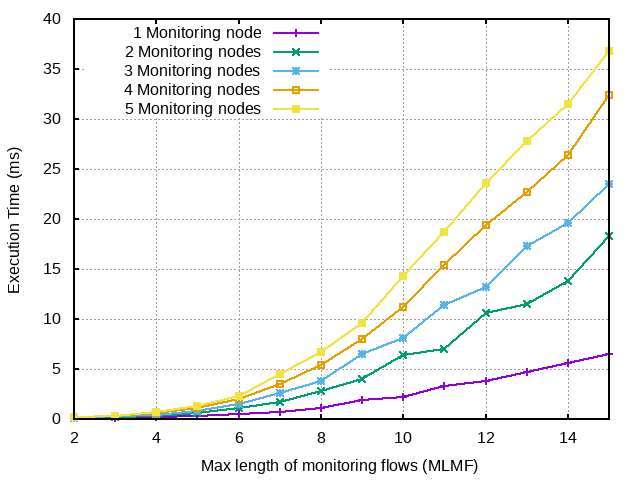 40
35
30
25
20
15
10
5
0
Execution Time (ms)
1 Monitoring node
2 Monitoring nodes
3 Monitoring nodes
4 Monitoring nodes
5 Monitoring nodes
2 4 6 8 10 12 14
Max length of monitoring flows (MLMF)